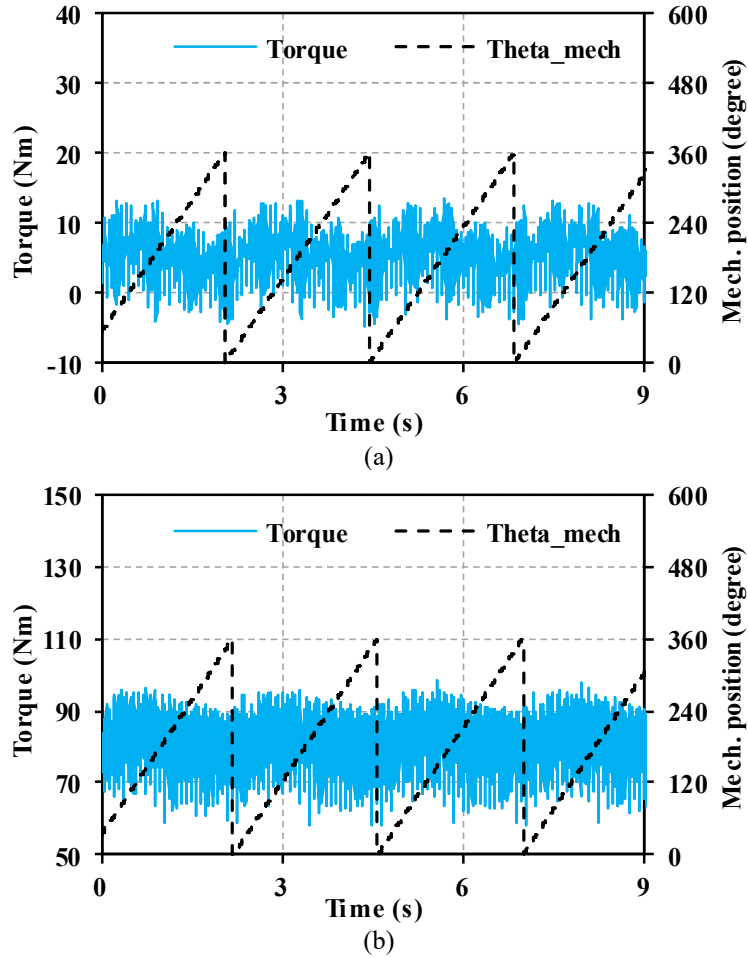 40 600
Torque Theta_mech
30 480
20 360
10 240
0 120
-10 0
Torque (Nm)
Mech. position (degree)
0 3 6 9
Time (s)
(a)
150 600
Torque Theta_mech
130 480
110 360
90 240
70 120
50 0
Torque (Nm)
Mech. position (degree)
0 3 6 9
Time (s)
(b)